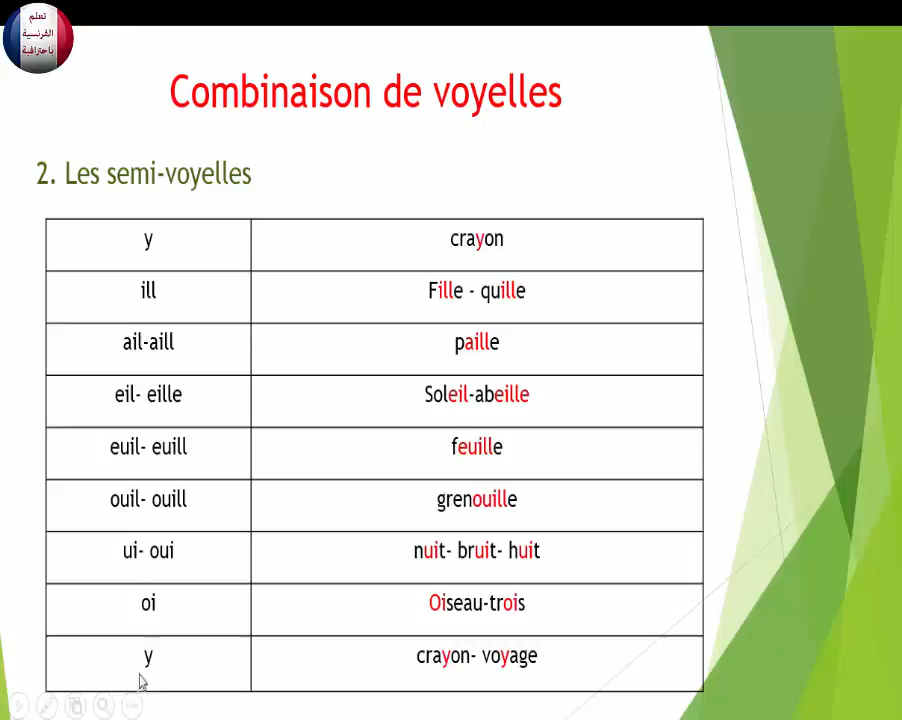 تعلم
الفرنسية
باحترافية
Combinaison de voyelles
2. Les semi-voyelles
y crayon
ill Fille - quille
ail-aill paille
eil- eille Soleil-abeille
euil- euill feuille
ouil- ouill grenouille
ui- oui nuit- bruit- huit
oi Oiseau-trois
y crayon- voyage